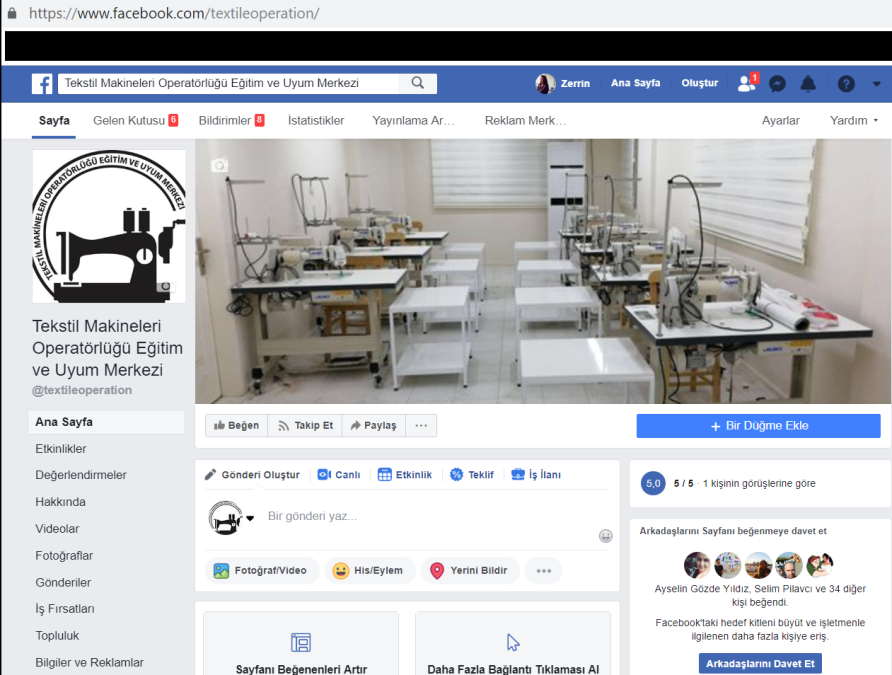 https://www.facebook.com/textileoperation/
Tekstil Makineleri Operatörlüğü Eğitim ve Uyum Merkezi
Zerrin
Ana Sayfa
Oluştur
1
Sayfa
Gelen Kutusu 6
Bildirimler 8
İstatistikler
Yayınlama Ar...
Reklam Merk...
Ayarlar
Yardım
TEKSTİL MAKİNELERİ OPERATÖRLÜĞÜ EĞİTİM VE UYUM MERKEZİ
Tekstil Makineleri
Operatörlüğü Eğitim
ve Uyum Merkezi
@textileoperation
Ana Sayfa
Etkinlikler
Değerlendirmeler
Hakkında
Videolar
Fotoğraflar
Gönderiler
İş Fırsatları
Topluluk
Bilgiler ve Reklamlar
Beğen
Takip Et
Paylaş
+ Bir Düğme Ekle
Gönderi Oluştur
Canlı
Etkinlik
Teklif
İş İlanı
Bir gönderi yaz...
Fotoğraf/Video
His/Eylem
Yerini Bildir
Sayfanı Beğenenleri Artır
Daha Fazla Bağlantı Tıklaması Al
5,0
5 / 5 · 1 kişinin görüşlerine göre
Arkadaşlarını Sayfanı beğenmeye davet et
Ayselin Gözde Yıldız, Selim Pilavcı ve 34 diğer
kişi beğendi.
Facebook'taki hedef kitleni büyüt ve işletmenle
ilgilenen daha fazla kişiye eriş.
Arkadaşlarını Davet Et